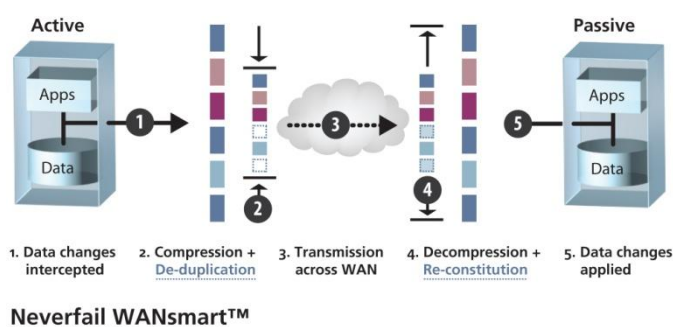 Active
Passive
Apps
Data
1
2
3
4
5
Apps
Data
1. Data changes intercepted
2. Compression + De-duplication
3. Transmission across WAN
4. Decompression + Re-constitution
5. Data changes applied
Neverfail WANsmart™